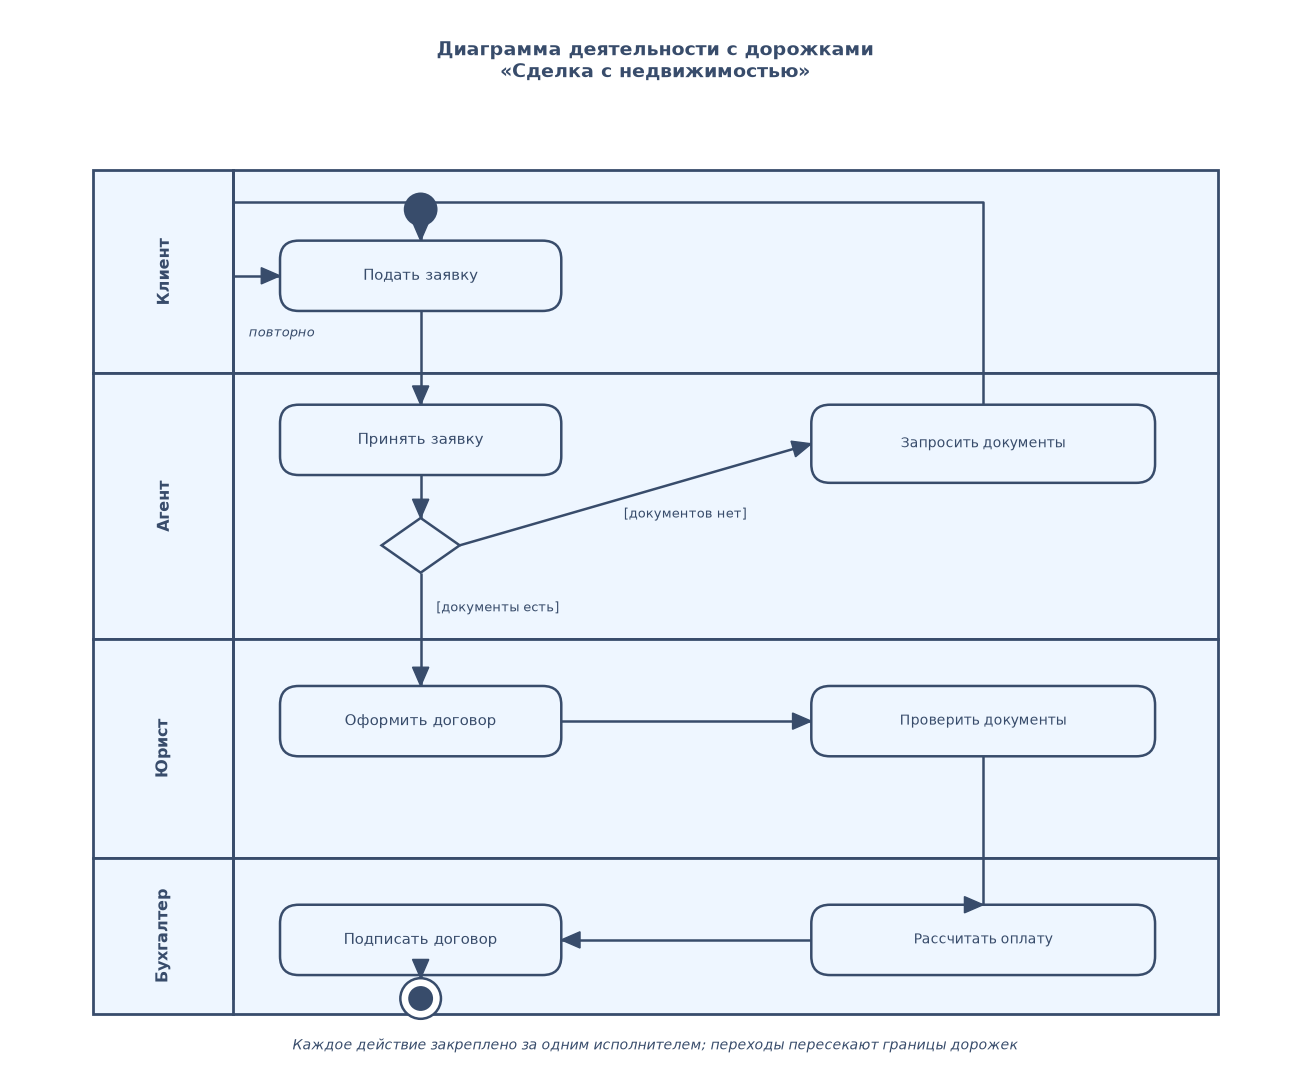 Диаграмма деятельности с дорожками
«Сделка с недвижимостью»
Клиент
Подать заявку
повторно
Агент
Принять заявку
Запросить документы
[документов нет]
[документы есть]
Юрист
Оформить договор
Проверить документы
Бухгалтер
Подписать договор
Рассчитать оплату
Каждое действие закреплено за одним исполнителем; переходы пересекают границы дорожек